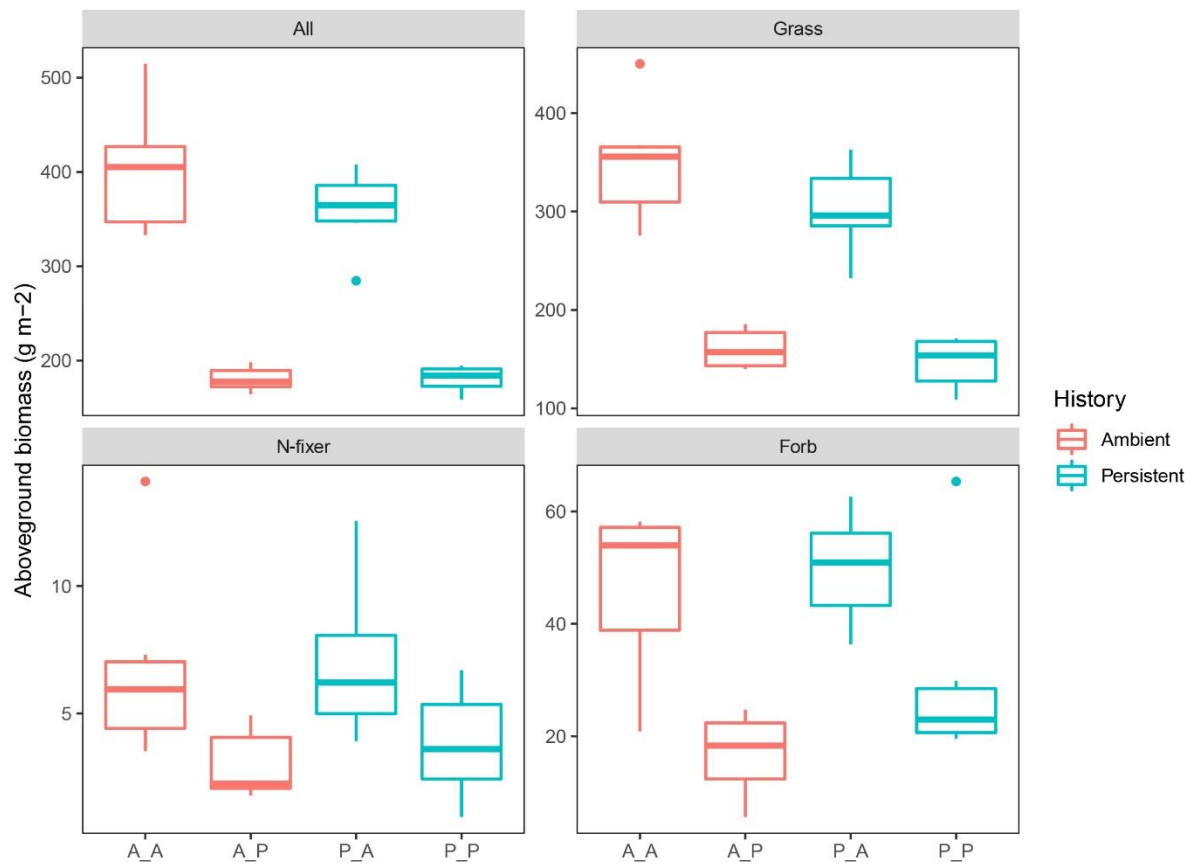 All
Grass
Aboveground biomass (g m−2)
500
400
300
200
400
300
200
100
N-fixer
Forb
10
5
60
40
20
A_A
A_P
P_A
P_P
A_A
A_P
P_A
P_P
History
Ambient
Persistent